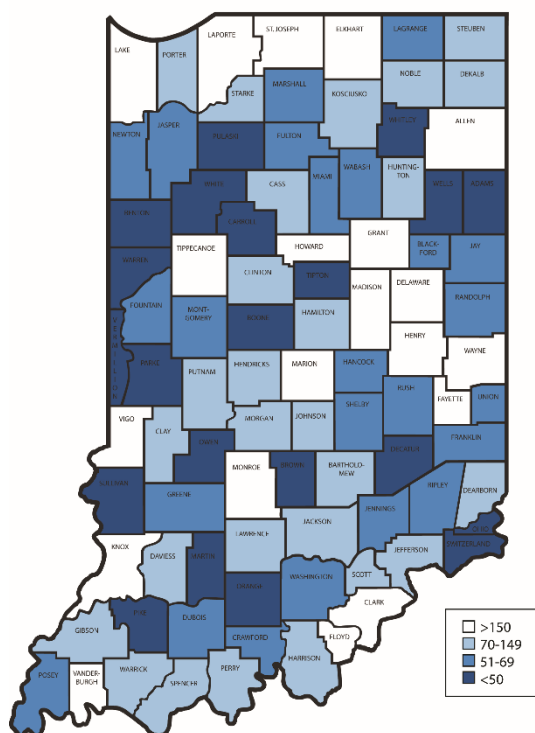 LAKE
PORTER
LAPORTE
ST. JOSEPH
ELKHART
LAGRANGE
STEUBEN
NOBLE
DEKALB
STARKE
MARSHALL
KOSCIUSKO
WHITLEY
ALLEN
NEWTON
JASPER
PULASKI
FULTON
MIAMI
WABASH
HUNTING-
TON
WELLS
ADAMS
BENTON
WHITE
CARROLL
CASS
TIPPECANOE
HOWARD
GRANT
BLACK-
FORD
JAY
WARREN
CLINTON
TIPTON
MADISON
DELAWARE
RANDOLPH
FOUNTAIN
MONT-
GOMERY
BOONE
HAMILTON
HENRY
WAYNE
VERMILLION
PARKE
PUTNAM
HENDRICKS
MARION
HANCOCK
RUSH
FAYETTE
UNION
VIGO
CLAY
OWEN
MORGAN
JOHNSON
SHELBY
DECATUR
FRANKLIN
SULLIVAN
GREENE
MONROE
BROWN
BARTHOLO-
MEW
JENNINGS
RIPLEY
DEARBORN
OHIO
SWITZERLAND
KNOX
DAVIESS
MARTIN
LAWRENCE
JACKSON
JEFFERSON
SCOTT
WASHINGTON
CLARK
FLOYD
GIBSON
PIKE
DUBOIS
ORANGE
CRAWFORD
HARRISON
POSEY
VANDER-
BURGH
WARRICK
SPENCER
PERRY
>150
70-149
51-69
<50